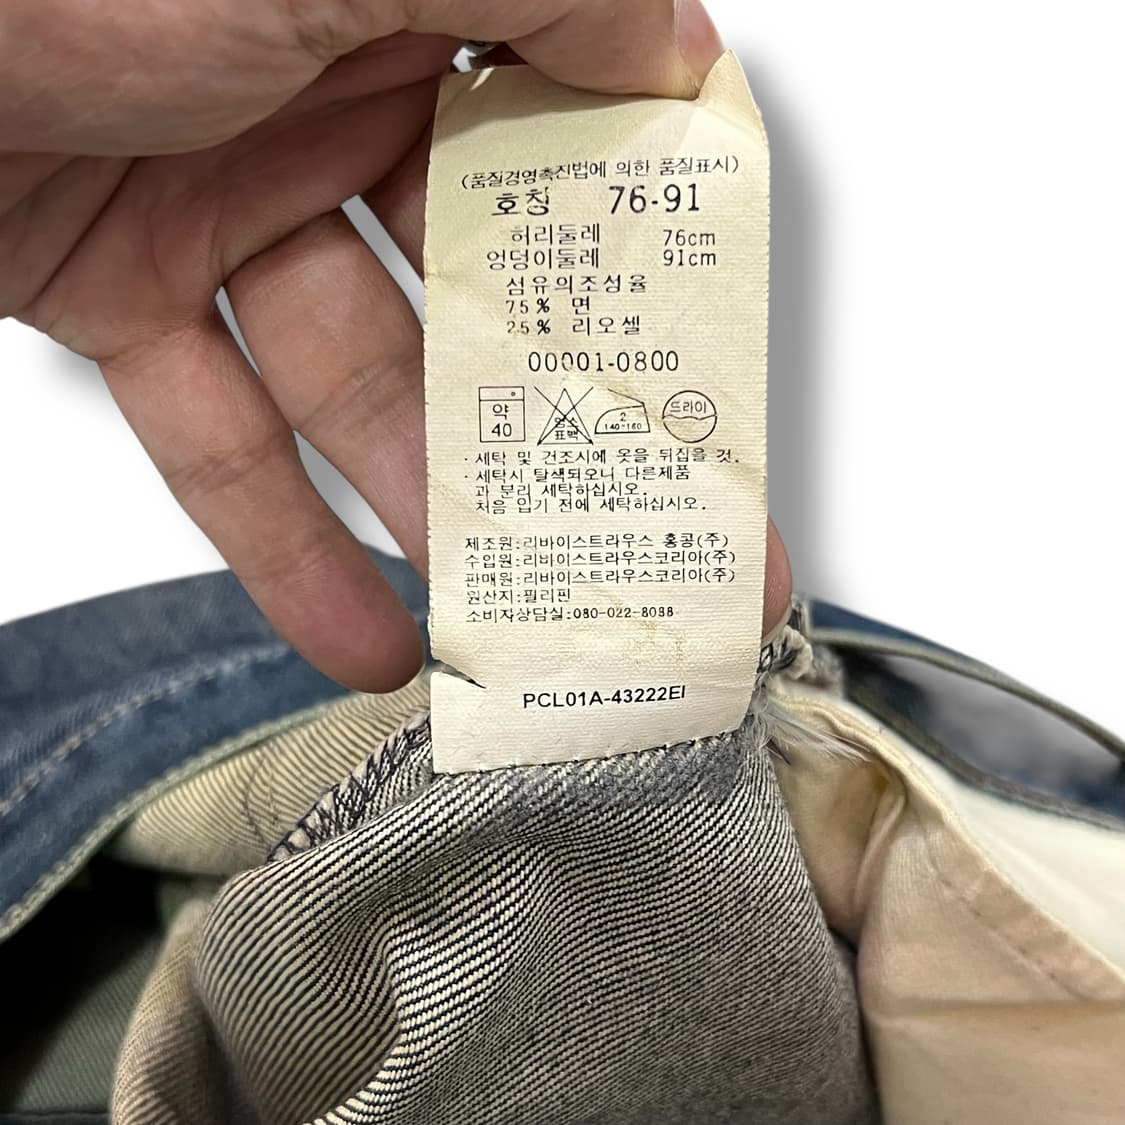 (품질경영촉진법에 의한 품질표시)
호칭 76-91
허리둘레 76cm
엉덩이둘레 91cm
섬유의조성율
75% 면
25% 리오셀
00001-0800
약 40
염소 표백
2 140-160
드라이
· 세탁 및 건조시에 옷을 뒤집을 것.
· 세탁시 탈색되오니 다른제품
과 분리 세탁하십시오.
처음 입기 전에 세탁하십시오.
제조원:리바이스트라우스 홍콩(주)
수입원:리바이스트라우스코리아(주)
판매원:리바이스트라우스코리아(주)
원산지:필리핀
소비자상담실:080-022-8098
PCL01A-43222EI